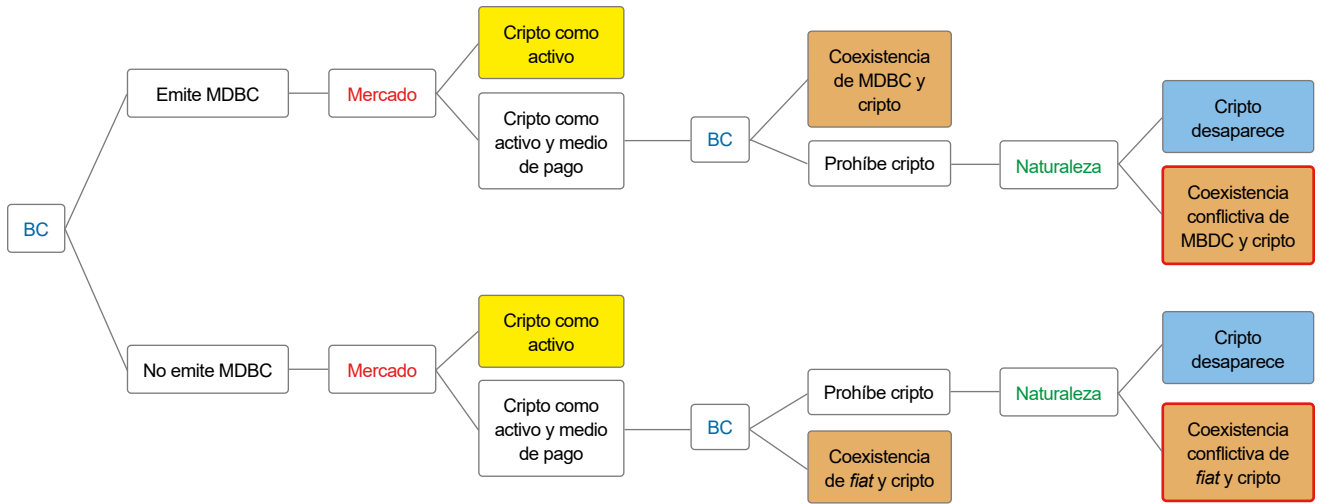 Cripto como
activo
Coexistencia
de MDBC y
cripto
Cripto
desaparece
Emite MDBC
Mercado
Cripto como
activo y medio
de pago
BC
Prohíbe cripto
Naturaleza
Coexistencia
conflictiva de
MBDC y cripto
BC
Cripto como
activo
Cripto
desaparece
No emite MDBC
Mercado
Cripto como
activo y medio
de pago
BC
Prohíbe cripto
Naturaleza
Coexistencia
de fiat y cripto
Coexistencia
conflictiva de
fiat y cripto